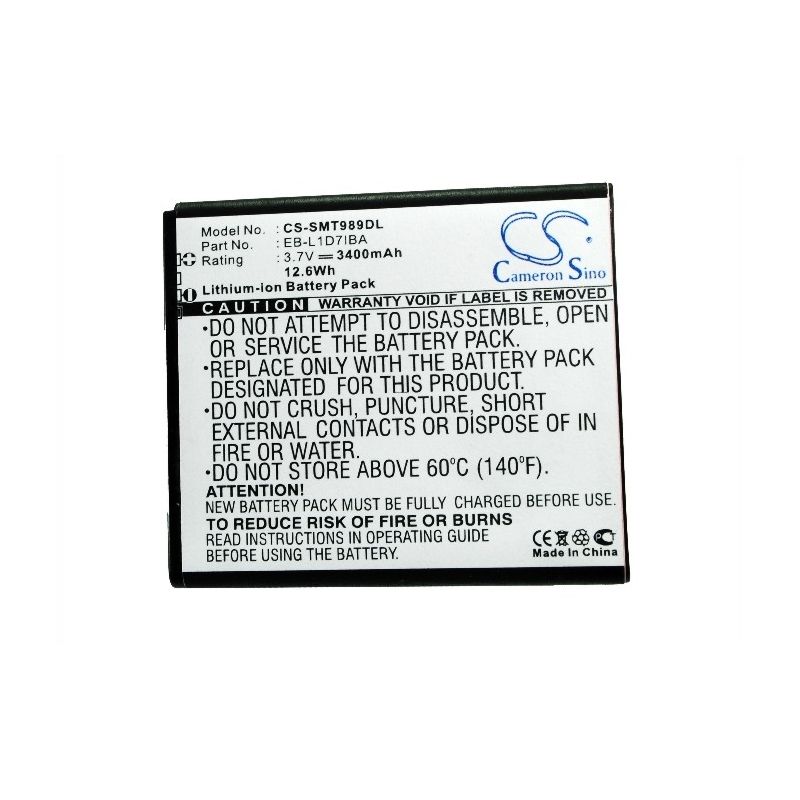 Model No. : CS-SMT989DL
Part No. : EB-L1D7IBA
Rating : 3.7V ⎓ 3400mAh
12.6Wh
Lithium-ion Battery Pack
CS
Cameron Sino
CAUTION WARRANTY VOID IF LABEL IS REMOVED
•DO NOT ATTEMPT TO DISASSEMBLE, OPEN
OR SERVICE THE BATTERY PACK.
•REPLACE ONLY WITH THE BATTERY PACK
DESIGNATED FOR THIS PRODUCT.
•DO NOT CRUSH, PUNCTURE, SHORT
EXTERNAL CONTACTS OR DISPOSE OF IN
FIRE OR WATER.
•DO NOT STORE ABOVE 60°C (140°F).
ATTENTION!
NEW BATTERY PACK MUST BE FULLY CHARGED BEFORE USE
TO REDUCE RISK OF FIRE OR BURNS
READ INSTRUCTIONS IN OPERATING GUIDE
BEFORE USING THE BATTERY.
CE
Made In China